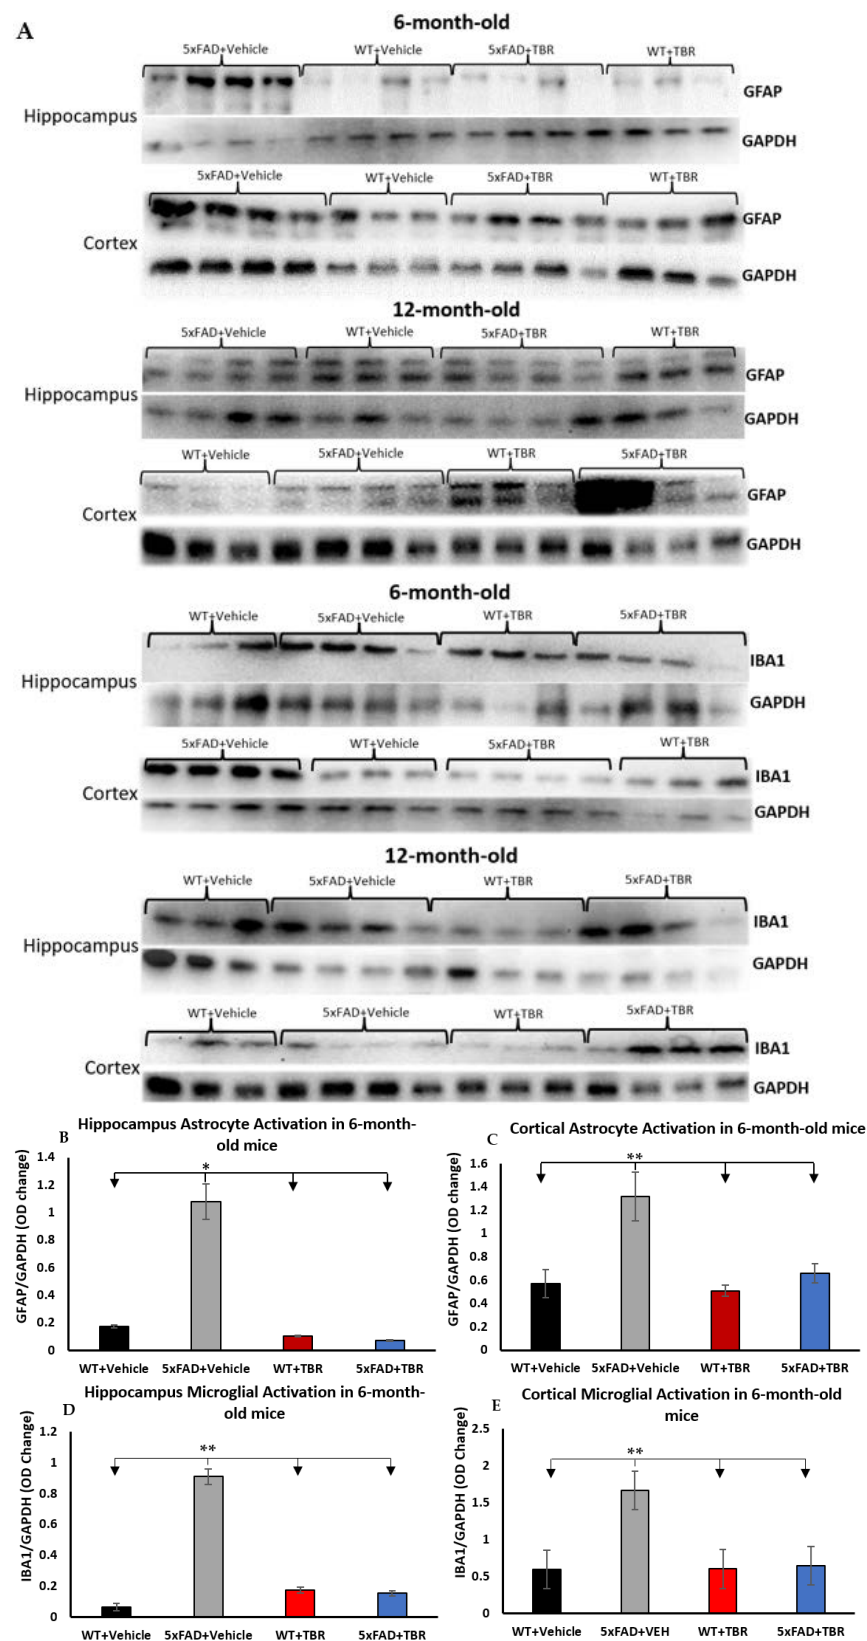 A
6-month-old
5xFAD+Vehicle WT+Vehicle 5xFAD+TBR WT+TBR
GFAP
Hippocampus
GAPDH
5xFAD+Vehicle WT+Vehicle 5xFAD+TBR WT+TBR
GFAP
Cortex
GAPDH
12-month-old
5xFAD+Vehicle WT+Vehicle 5xFAD+TBR WT+TBR
GFAP
Hippocampus
GAPDH
WT+Vehicle 5xFAD+Vehicle WT+TBR 5xFAD+TBR
GFAP
Cortex
GAPDH
6-month-old
WT+Vehicle 5xFAD+Vehicle WT+TBR 5xFAD+TBR
IBA1
Hippocampus
GAPDH
5xFAD+Vehicle WT+Vehicle 5xFAD+TBR WT+TBR
IBA1
Cortex
GAPDH
12-month-old
WT+Vehicle 5xFAD+Vehicle WT+TBR 5xFAD+TBR
IBA1
Hippocampus
GAPDH
WT+Vehicle 5xFAD+Vehicle WT+TBR 5xFAD+TBR
IBA1
Cortex
GAPDH
B
Hippocampus Astrocyte Activation in 6-month-
old mice
GFAP/GAPDH (OD change)
1.4
1.2
1
0.8
0.6
0.4
0.2
0
*
WT+Vehicle 5xFAD+Vehicle WT+TBR 5xFAD+TBR
C
Cortical Astrocyte Activation in 6-month-old mice
GFAP/GAPDH (OD change)
1.6
1.4
1.2
1
0.8
0.6
0.4
0.2
0
**
WT+Vehicle 5xFAD+Vehicle WT+TBR 5xFAD+TBR
D
Hippocampus Microglial Activation in 6-month-
old mice
IBA1/GAPDH (OD Change)
1.2
1
0.8
0.6
0.4
0.2
0
**
WT+Vehicle 5xFAD+Vehicle WT+TBR 5xFAD+TBR
E
Cortical Microglial Activation in 6-month-old
mice
IBA1/GAPDH (OD Change)
2.5
2
1.5
1
0.5
0
**
WT+Vehicle 5xFAD+VEH WT+TBR 5xFAD+TBR